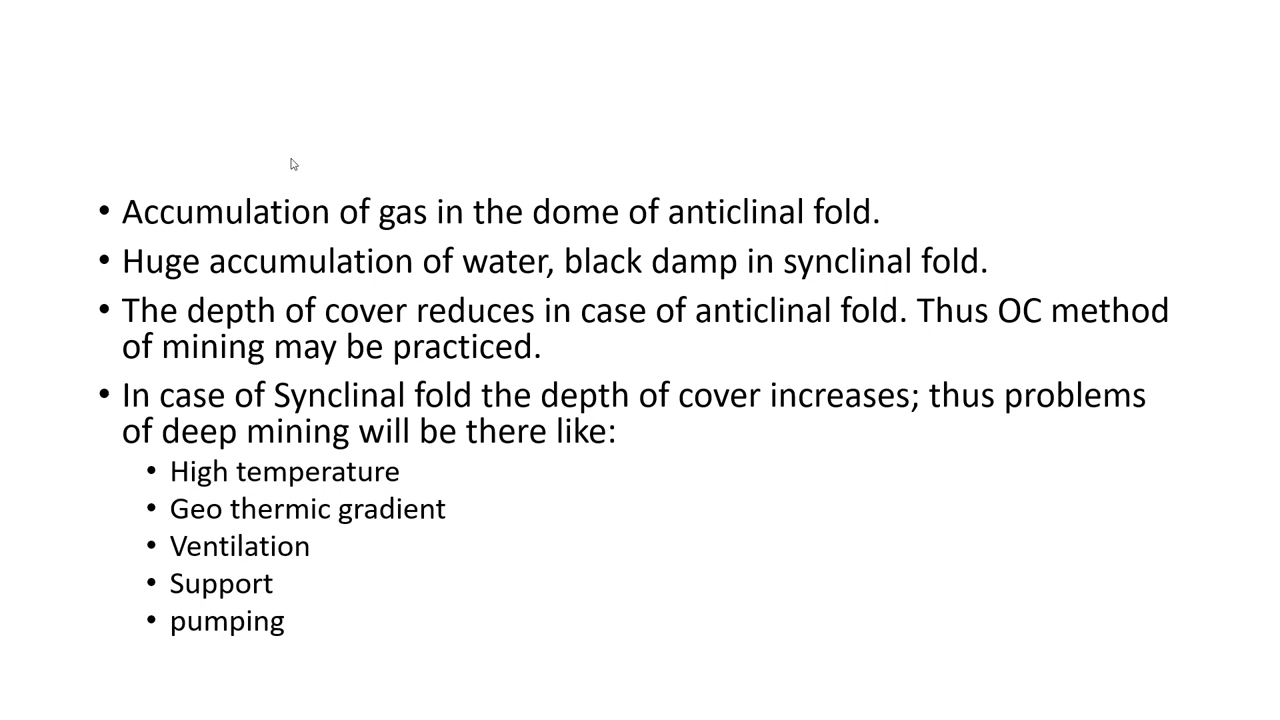 • Accumulation of gas in the dome of anticlinal fold.
• Huge accumulation of water, black damp in synclinal fold.
• The depth of cover reduces in case of anticlinal fold. Thus OC method
of mining may be practiced.
• In case of Synclinal fold the depth of cover increases; thus problems
of deep mining will be there like:
• High temperature
• Geo thermic gradient
• Ventilation
• Support
• pumping